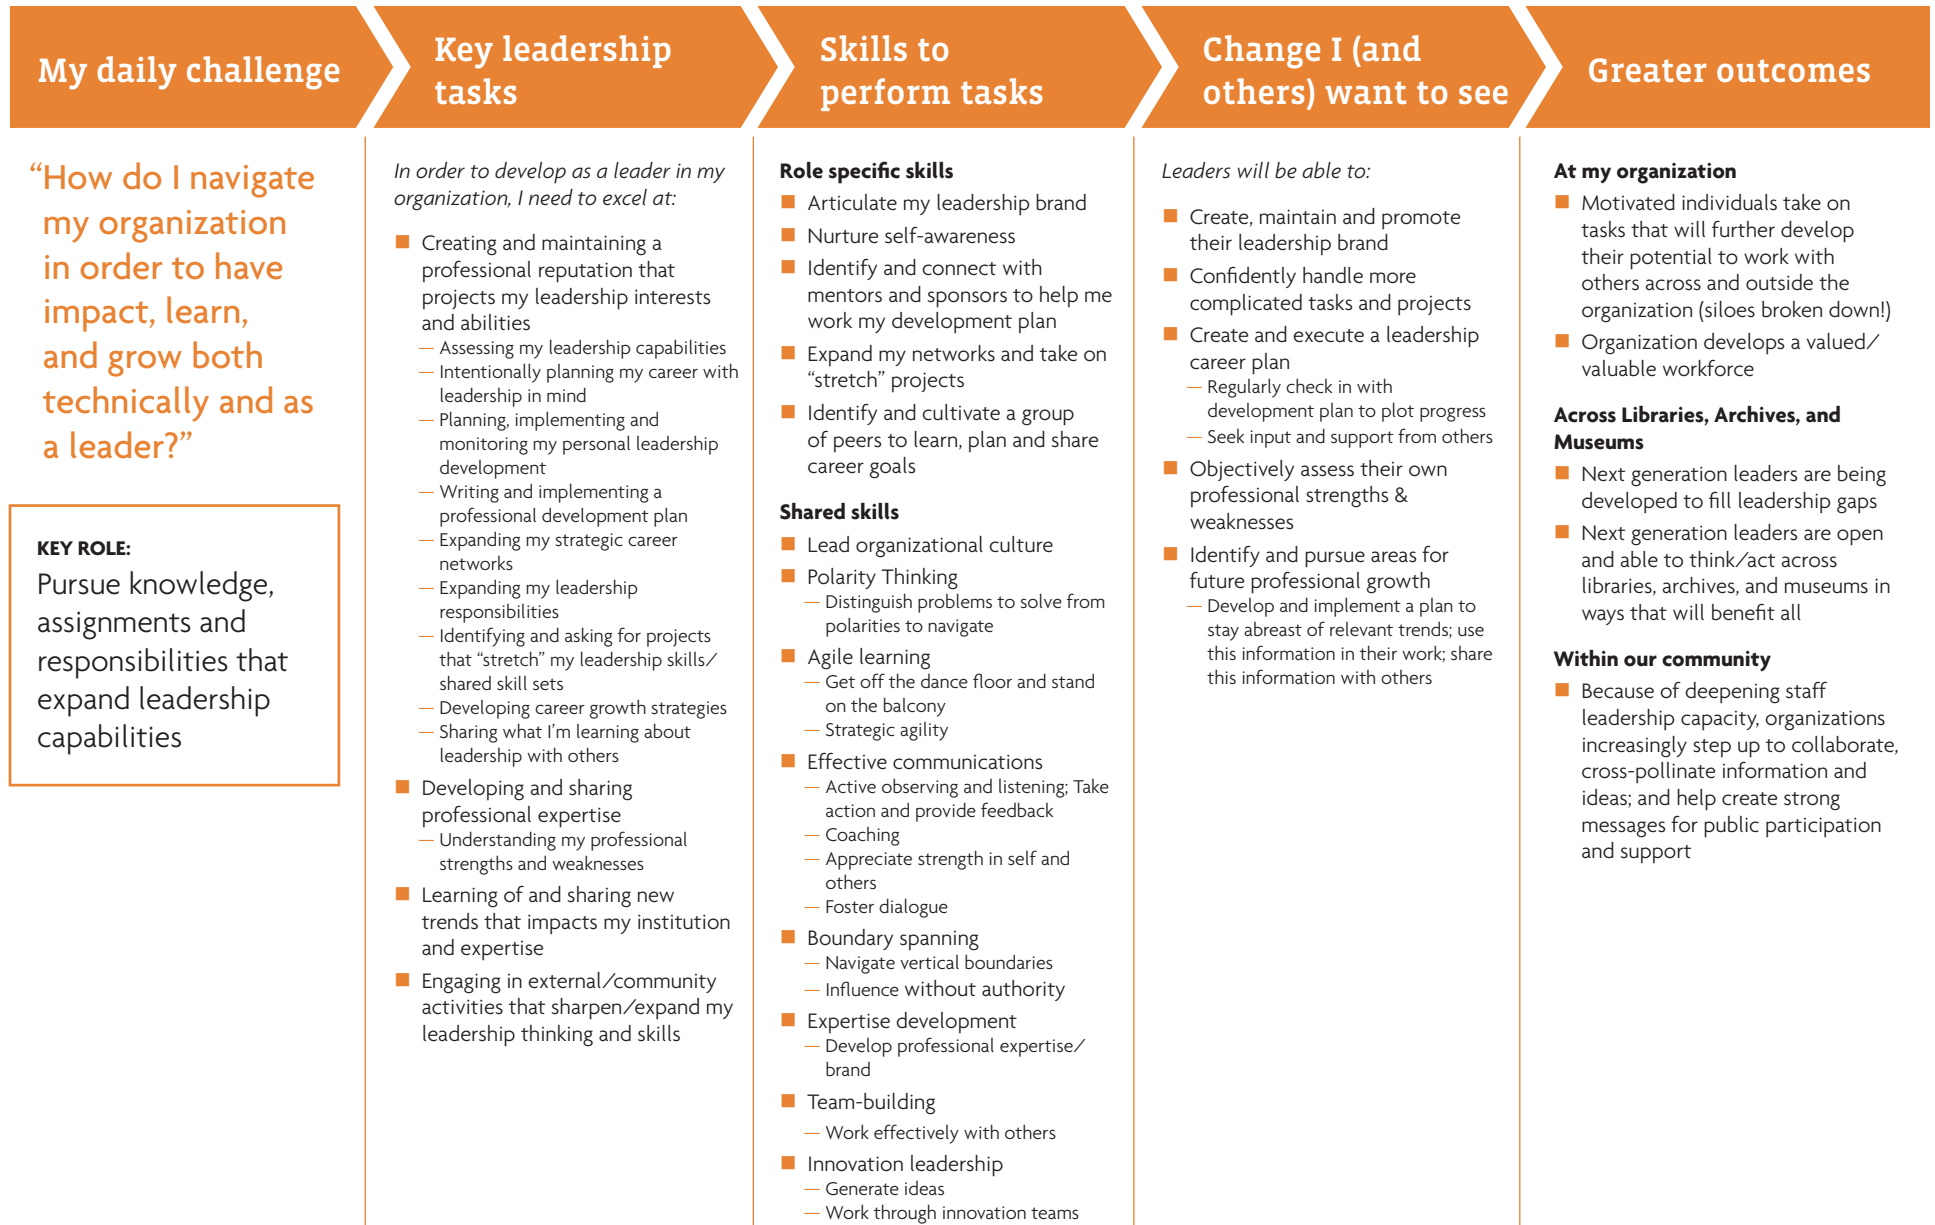 My daily challenge
“How do I navigate
my organization
in order to have
impact, learn,
and grow both
technically and as
a leader?”
KEY ROLE:
Pursue knowledge,
assignments and
responsibilities that
expand leadership
capabilities
Key leadership
tasks
In order to develop as a leader in my
organization, I need to excel at:
■ Creating and maintaining a
professional reputation that
projects my leadership interests
and abilities
— Assessing my leadership capabilities
— Intentionally planning my career with
leadership in mind
— Planning, implementing and
monitoring my personal leadership
development
— Writing and implementing a
professional development plan
— Expanding my strategic career
networks
— Expanding my leadership
responsibilities
— Identifying and asking for projects
that “stretch” my leadership skills/
shared skill sets
— Developing career growth strategies
— Sharing what I’m learning about
leadership with others
■ Developing and sharing
professional expertise
— Understanding my professional
strengths and weaknesses
■ Learning of and sharing new
trends that impacts my institution
and expertise
■ Engaging in external/community
activities that sharpen/expand my
leadership thinking and skills
Skills to
perform tasks
Role specific skills
■ Articulate my leadership brand
■ Nurture self-awareness
■ Identify and connect with
mentors and sponsors to help me
work my development plan
■ Expand my networks and take on
“stretch” projects
■ Identify and cultivate a group
of peers to learn, plan and share
career goals
Shared skills
■ Lead organizational culture
■ Polarity Thinking
— Distinguish problems to solve from
polarities to navigate
■ Agile learning
— Get off the dance floor and stand
on the balcony
— Strategic agility
■ Effective communications
— Active observing and listening; Take
action and provide feedback
— Coaching
— Appreciate strength in self and
others
— Foster dialogue
■ Boundary spanning
— Navigate vertical boundaries
— Influence without authority
■ Expertise development
— Develop professional expertise/
brand
■ Team-building
— Work effectively with others
■ Innovation leadership
— Generate ideas
— Work through innovation teams
Change I (and
others) want to see
Leaders will be able to:
■ Create, maintain and promote
their leadership brand
■ Confidently handle more
complicated tasks and projects
■ Create and execute a leadership
career plan
— Regularly check in with
development plan to plot progress
— Seek input and support from others
■ Objectively assess their own
professional strengths &
weaknesses
■ Identify and pursue areas for
future professional growth
— Develop and implement a plan to
stay abreast of relevant trends; use
this information in their work; share
this information with others
Greater outcomes
At my organization
■ Motivated individuals take on
tasks that will further develop
their potential to work with
others across and outside the
organization (siloes broken down!)
■ Organization develops a valued/
valuable workforce
Across Libraries, Archives, and
Museums
■ Next generation leaders are being
developed to fill leadership gaps
■ Next generation leaders are open
and able to think/act across
libraries, archives, and museums in
ways that will benefit all
Within our community
■ Because of deepening staff
leadership capacity, organizations
increasingly step up to collaborate,
cross-pollinate information and
ideas; and help create strong
messages for public participation
and support